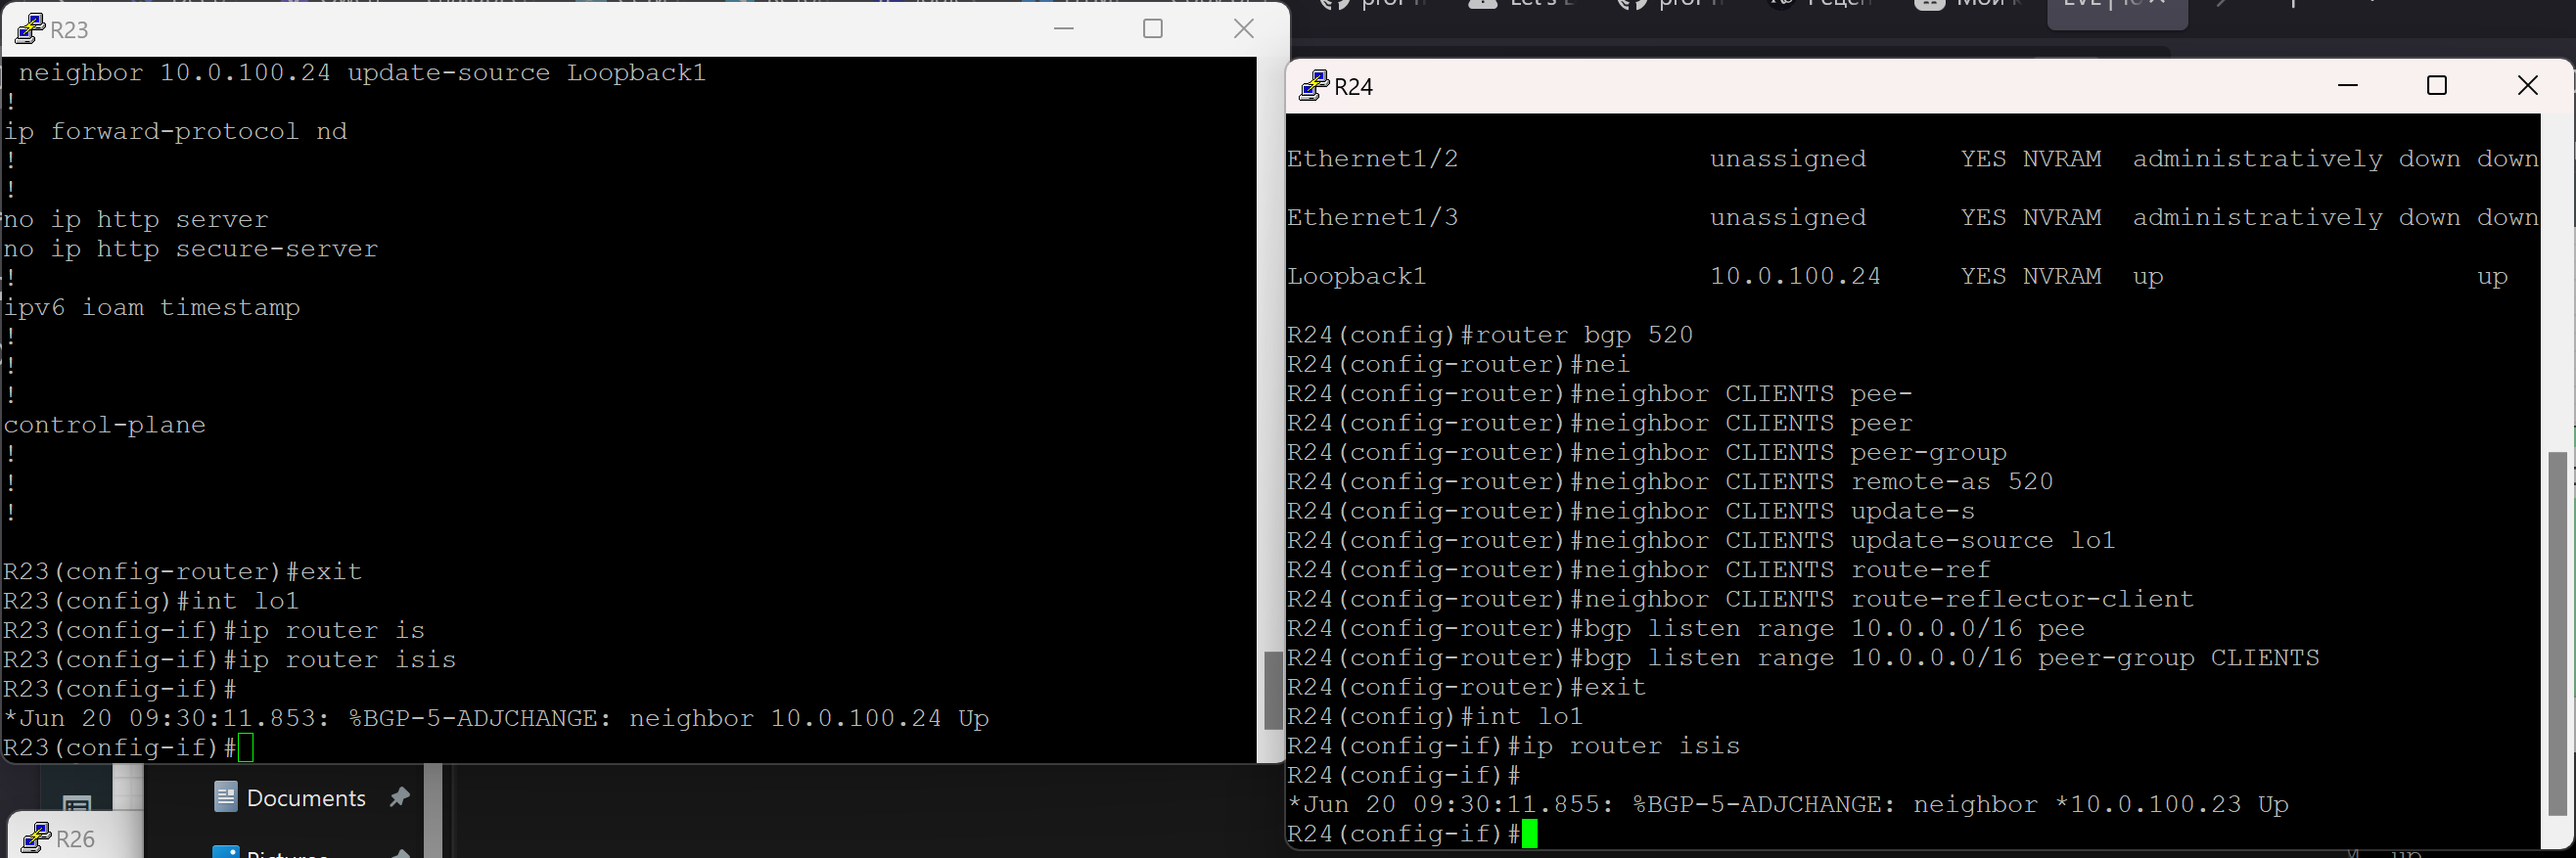 R23
neighbor 10.0.100.24 update-source Loopback1
!
ip forward-protocol nd
!
!
no ip http server
no ip http secure-server
!
ipv6 ioam timestamp
!
!
!
control-plane
!
!
!
R23(config-router)#exit
R23(config)#int lo1
R23(config-if)#ip router is
R23(config-if)#ip router isis
R23(config-if)#
*Jun 20 09:30:11.853: %BGP-5-ADJCHANGE: neighbor 10.0.100.24 Up
R23(config-if)#
Documents
R26
R24
Ethernet1/2 unassigned YES NVRAM administratively down down
Ethernet1/3 unassigned YES NVRAM administratively down down
Loopback1 10.0.100.24 YES NVRAM up up
R24(config)#router bgp 520
R24(config-router)#nei
R24(config-router)#neighbor CLIENTS pee-
R24(config-router)#neighbor CLIENTS peer
R24(config-router)#neighbor CLIENTS peer-group
R24(config-router)#neighbor CLIENTS remote-as 520
R24(config-router)#neighbor CLIENTS update-s
R24(config-router)#neighbor CLIENTS update-source lo1
R24(config-router)#neighbor CLIENTS route-ref
R24(config-router)#neighbor CLIENTS route-reflector-client
R24(config-router)#bgp listen range 10.0.0.0/16 pee
R24(config-router)#bgp listen range 10.0.0.0/16 peer-group CLIENTS
R24(config-router)#exit
R24(config)#int lo1
R24(config-if)#ip router isis
R24(config-if)#
*Jun 20 09:30:11.855: %BGP-5-ADJCHANGE: neighbor *10.0.100.23 Up
R24(config-if)#